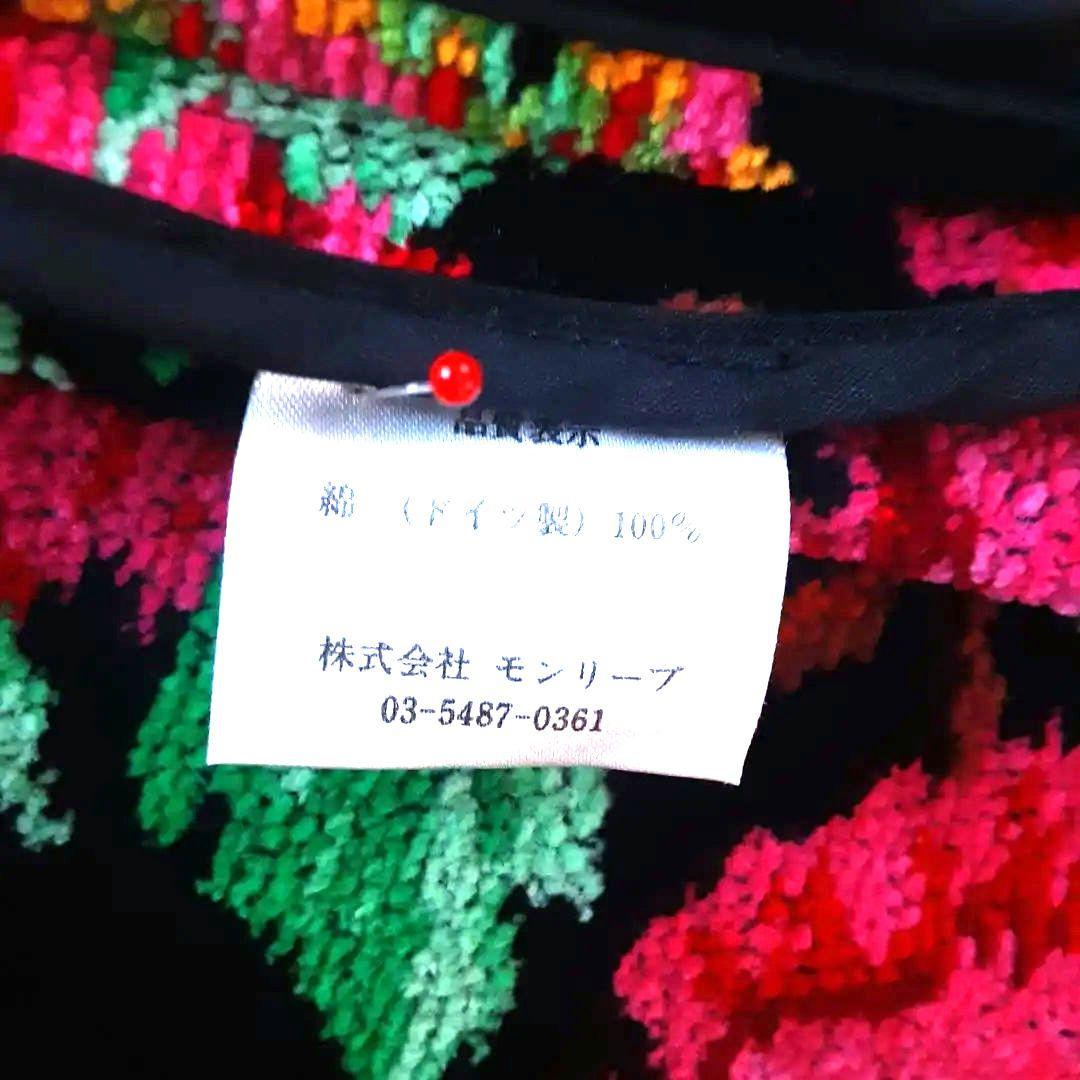 品質表示
綿 (ドイツ製) 100%
株式会社 モンリーブ
03-5487-0361